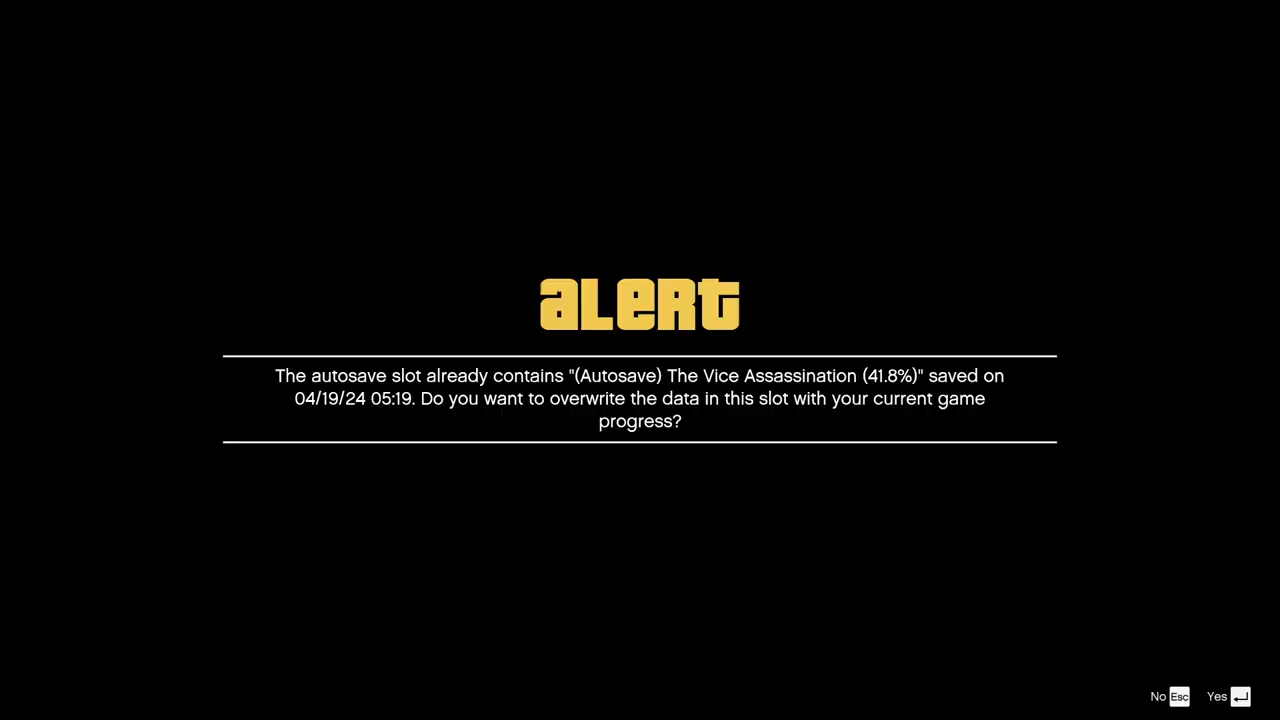 aLeRt
The autosave slot already contains "(Autosave) The Vice Assassination (41.8%)" saved on
04/19/24 05:19. Do you want to overwrite the data in this slot with your current game
progress?
No Esc Yes